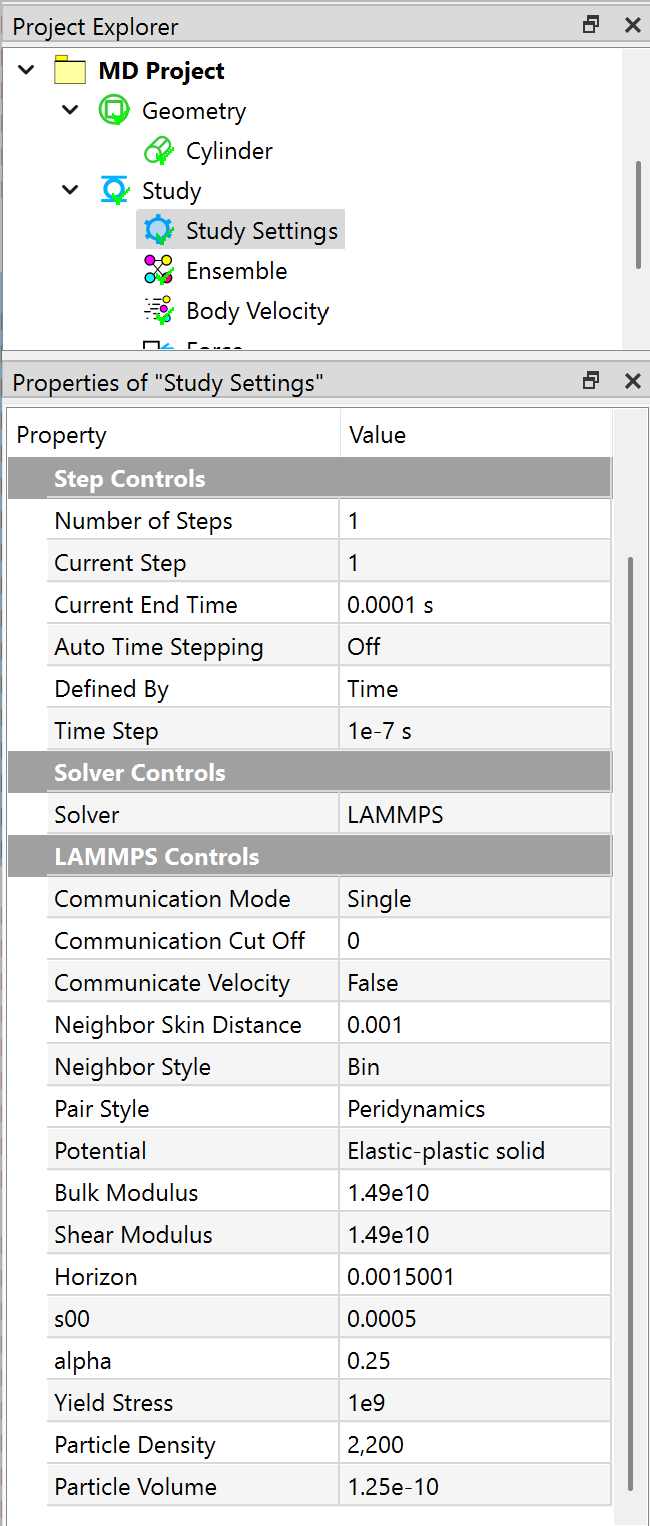 Project Explorer
MD Project
Geometry
Cylinder
Study
Study Settings
Ensemble
Body Velocity
Force
Properties of "Study Settings"
Property Value
Step Controls
Number of Steps 1
Current Step 1
Current End Time 0.0001 s
Auto Time Stepping Off
Defined By Time
Time Step 1e-7 s
Solver Controls
Solver LAMMPS
LAMMPS Controls
Communication Mode Single
Communication Cut Off 0
Communicate Velocity False
Neighbor Skin Distance 0.001
Neighbor Style Bin
Pair Style Peridynamics
Potential Elastic-plastic solid
Bulk Modulus 1.49e10
Shear Modulus 1.49e10
Horizon 0.0015001
s00 0.0005
alpha 0.25
Yield Stress 1e9
Particle Density 2,200
Particle Volume 1.25e-10